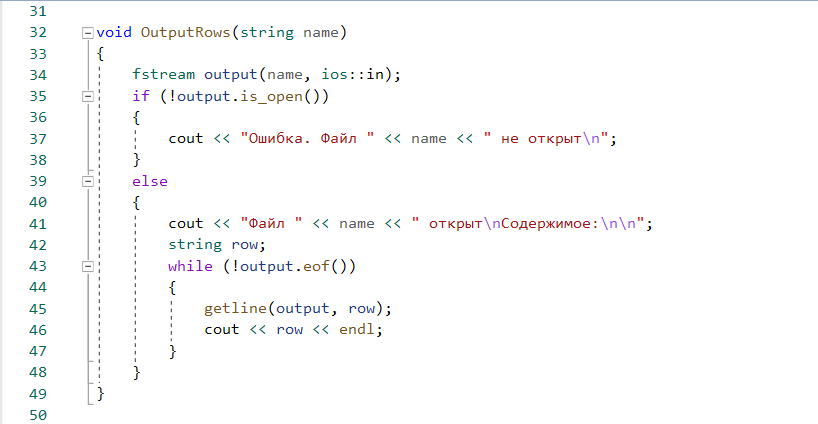 31
32 void OutputRows(string name)
33 {
34 fstream output(name, ios::in);
35 if (!output.is_open())
36 {
37 cout << "Ошибка. Файл " << name << " не открыт\n";
38 }
39 else
40 {
41 cout << "Файл " << name << " открыт\nСодержимое:\n\n";
42 string row;
43 while (!output.eof())
44 {
45 getline(output, row);
46 cout << row << endl;
47 }
48 }
49 }
50